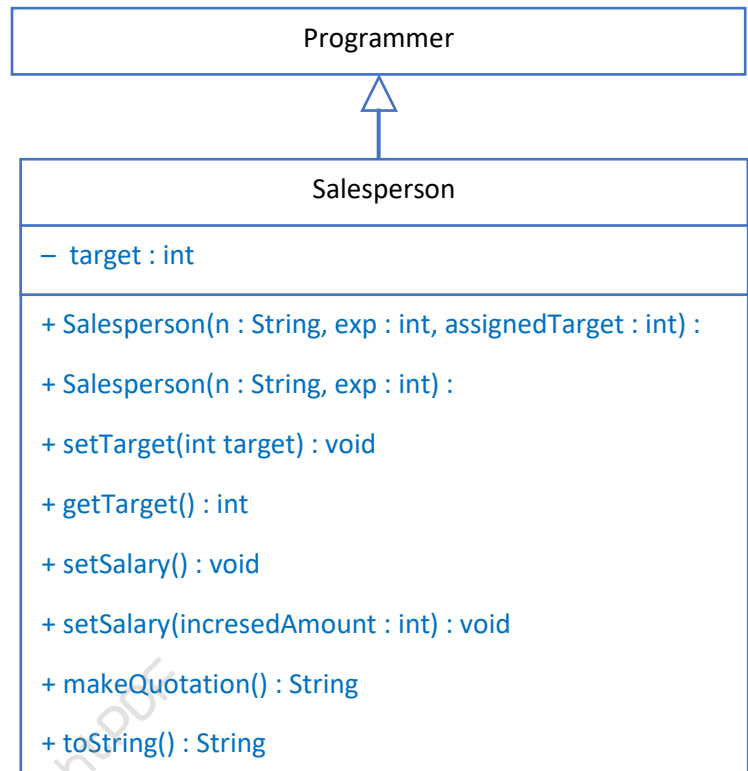 Programmer
Salesperson
– target : int
+ Salesperson(n : String, exp : int, assignedTarget : int) :
+ Salesperson(n : String, exp : int) :
+ setTarget(int target) : void
+ getTarget() : int
+ setSalary() : void
+ setSalary(incresedAmount : int) : void
+ makeQuotation() : String
+ toString() : String